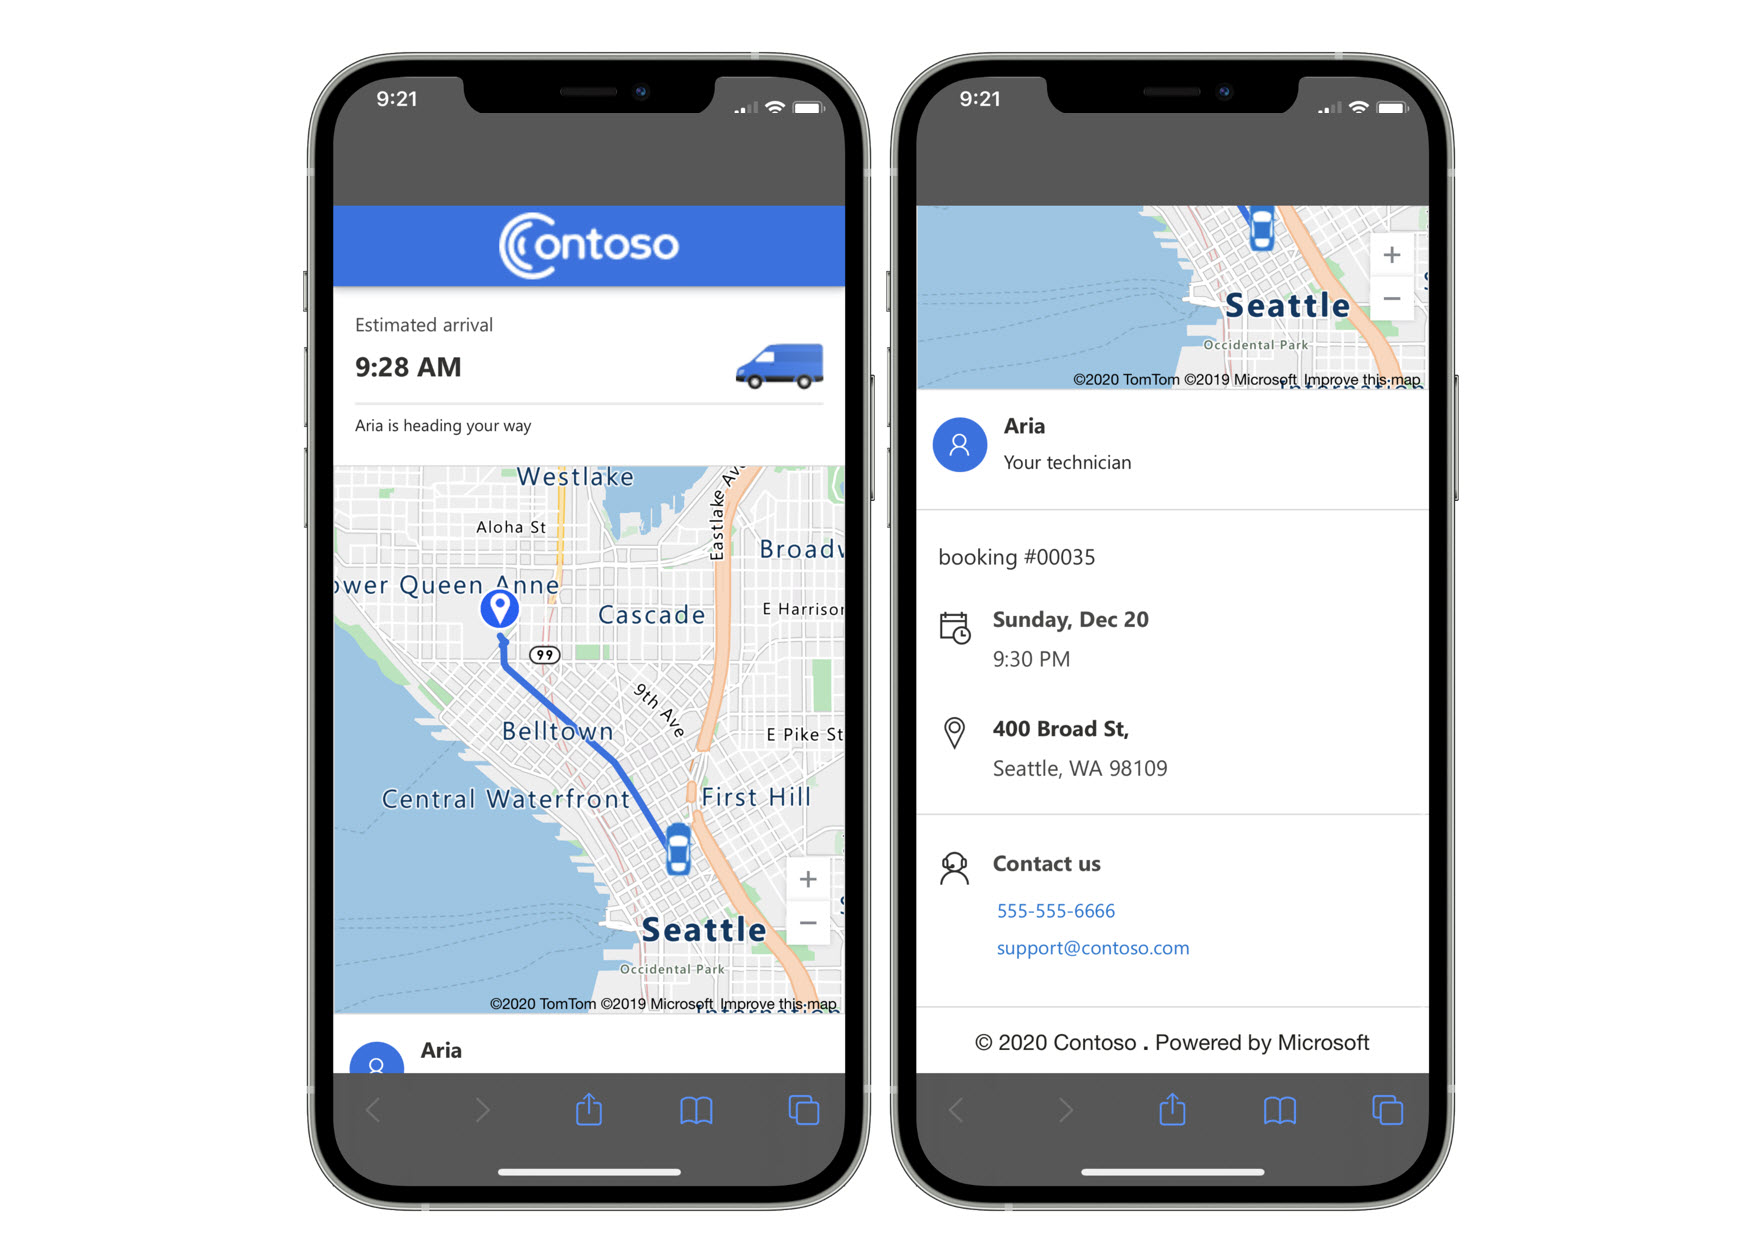 9:21
Contoso
Estimated arrival
9:28 AM
Aria is heading your way
Westlake
Aloha St
Eastlake Av
Broadw
ower Queen Anne
Cascade
E Harrison
99
9th Ave
Belltown
E Pike St
Central Waterfront
First Hill
+
−
Seattle
Occidental Park
©2020 TomTom ©2019 Microsoft Improve this map
Internation
Aria
9:21
+
−
Seattle
Occidental Park
©2020 TomTom ©2019 Microsoft Improve this map
Internation
Aria
Your technician
booking #00035
Sunday, Dec 20
9:30 PM
400 Broad St,
Seattle, WA 98109
Contact us
555-555-6666
support@contoso.com
© 2020 Contoso . Powered by Microsoft